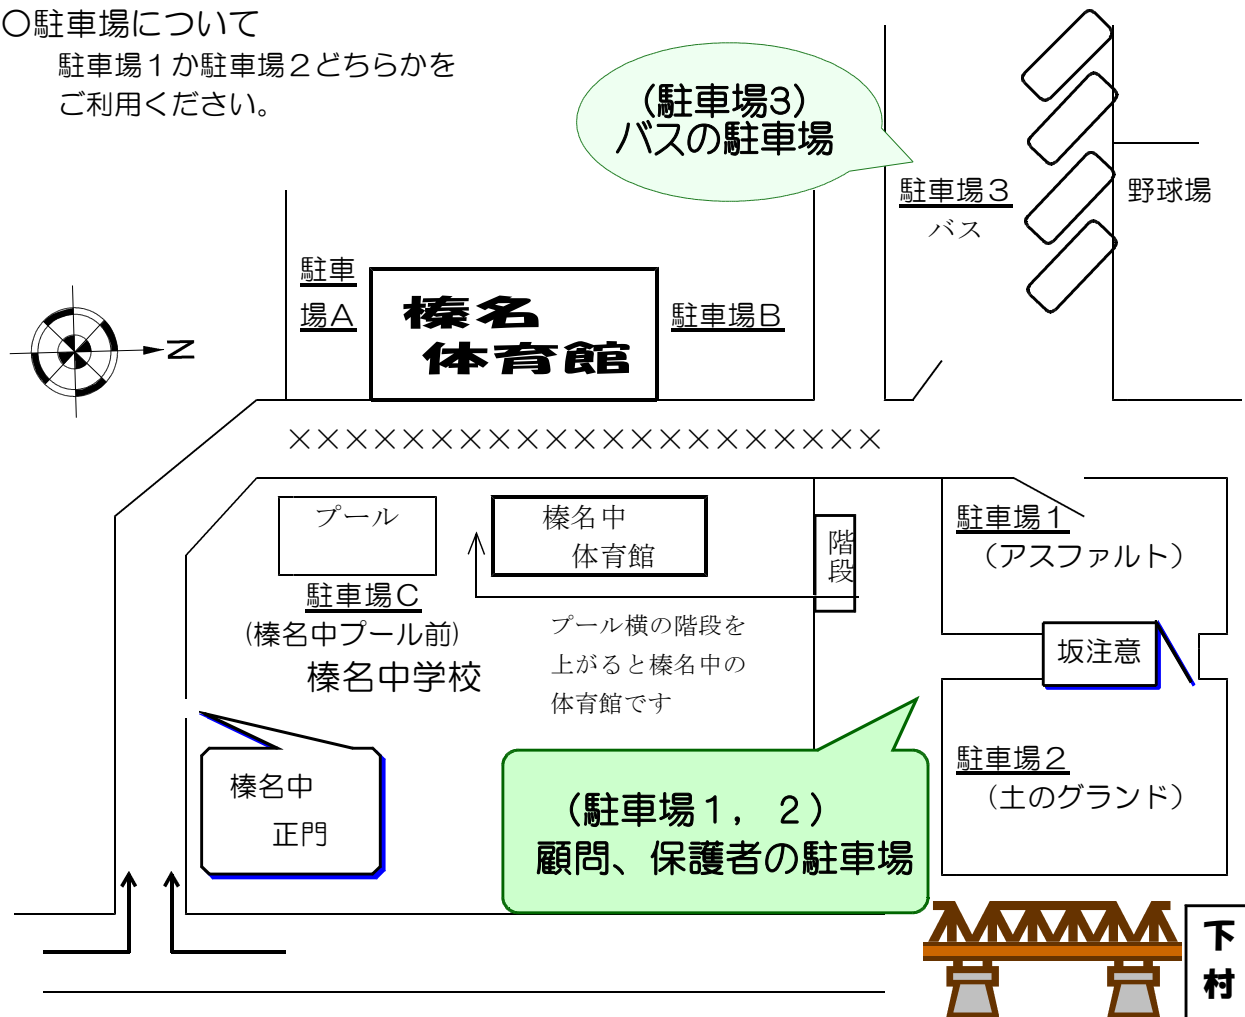 ○駐車場について
駐車場１か駐車場２どちらかを
ご利用ください。
（駐車場3）
バスの駐車場
駐車場３
バス
野球場
駐車
場A
榛名
体育館
駐車場B
N
××××××××××××××××××××××
プール
榛名中
体育館
階
段
駐車場１
（アスファルト）
駐車場C
(榛名中プール前)
榛名中学校
プール横の階段を
上がると榛名中の
体育館です
坂注意
榛名中
正門
（駐車場１，２）
顧問、保護者の駐車場
駐車場２
（土のグランド）
下
村